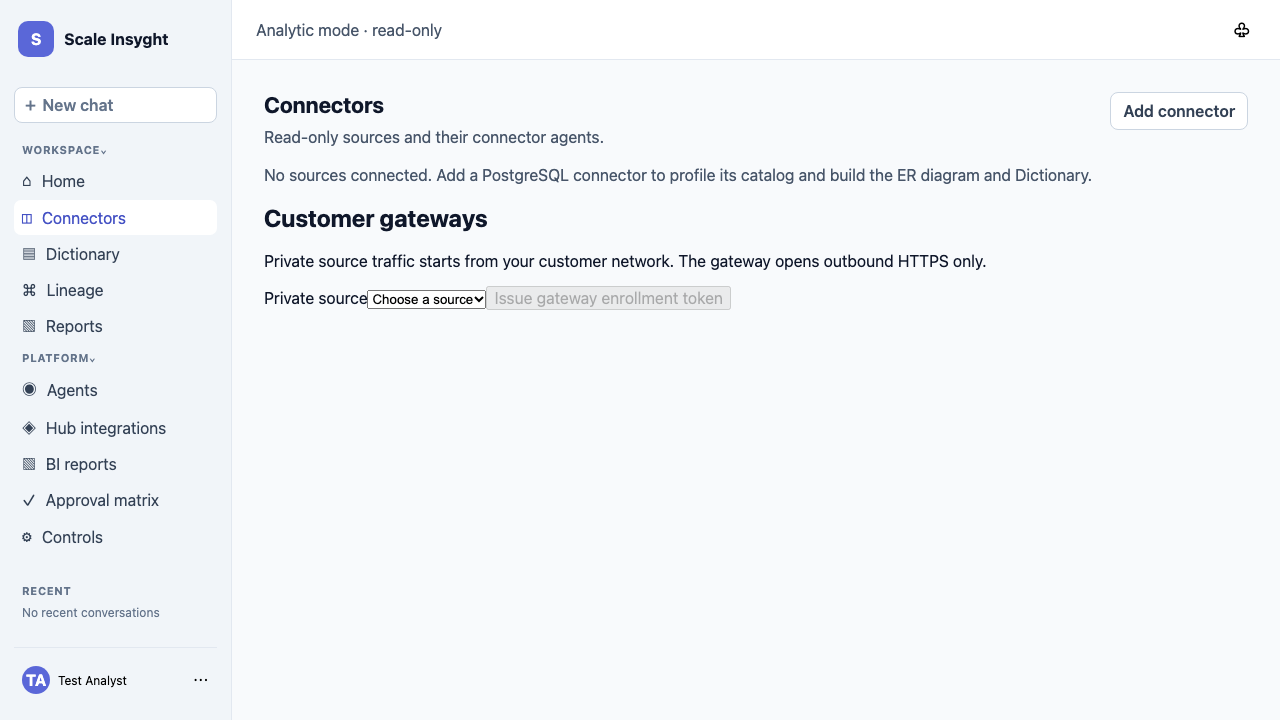 S Scale Insyght
+ New chat
WORKSPACE
Home
Connectors
Dictionary
Lineage
Reports
PLATFORM
Agents
Hub integrations
BI reports
Approval matrix
Controls
RECENT
No recent conversations
TA Test Analyst ...
Analytic mode · read-only
Connectors
Add connector
Read-only sources and their connector agents.
No sources connected. Add a PostgreSQL connector to profile its catalog and build the ER diagram and Dictionary.
Customer gateways
Private source traffic starts from your customer network. The gateway opens outbound HTTPS only.
Private source Choose a source Issue gateway enrollment token